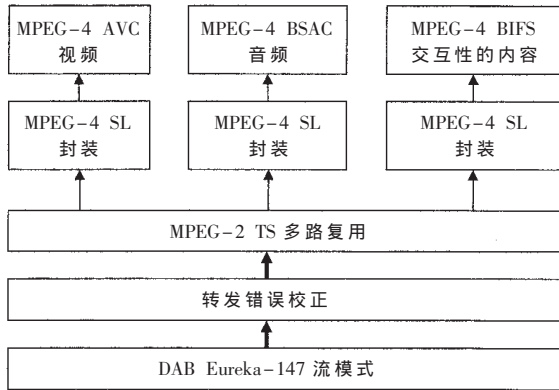 MPEG-4 AVC
视频
MPEG-4 BSAC
音频
MPEG-4 BIFS
交互性的内容
MPEG-4 SL
封装
MPEG-4 SL
封装
MPEG-4 SL
封装
MPEG-2 TS 多路复用
转发错误校正
DAB Eureka-147 流模式